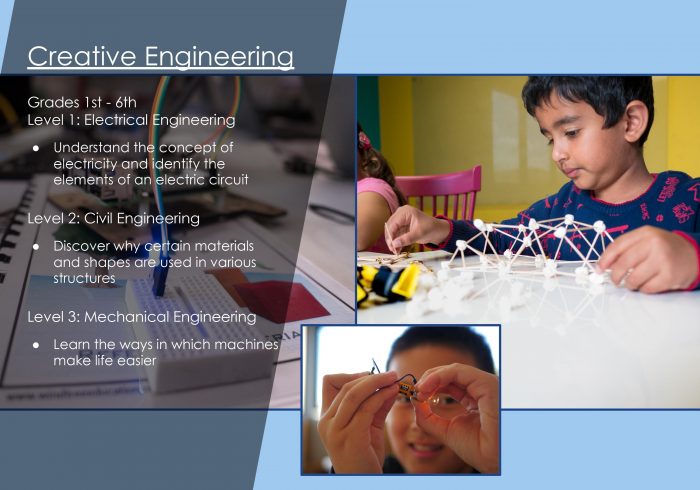 Creative Engineering
Grades 1st - 6th
Level 1: Electrical Engineering
● Understand the concept of
electricity and identify the
elements of an electric circuit
Level 2: Civil Engineering
● Discover why certain materials
and shapes are used in various
structures
Level 3: Mechanical Engineering
● Learn the ways in which machines
make life easier